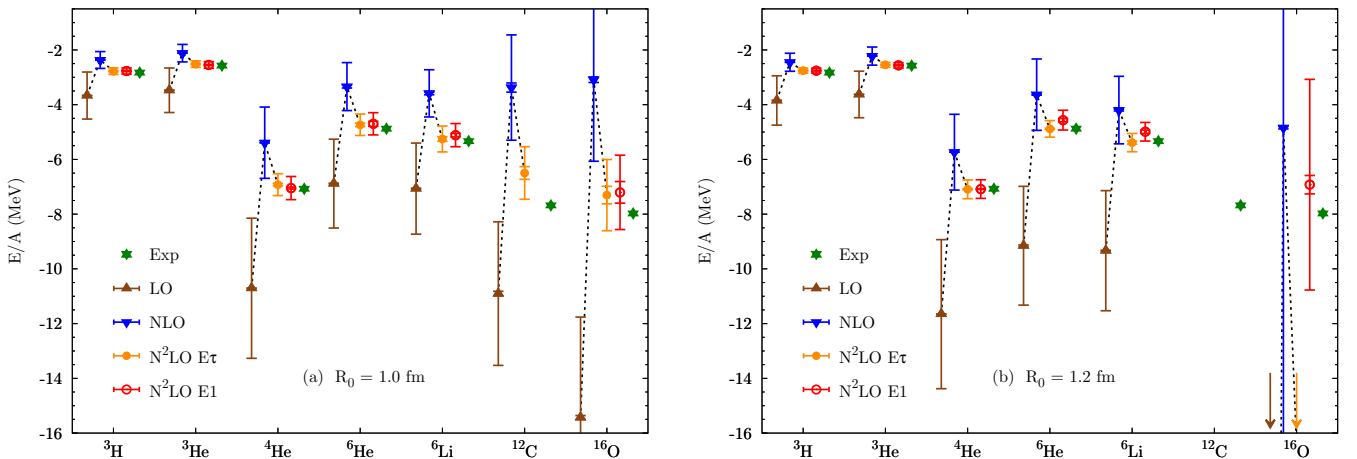 E/A (MeV)
-2
-4
-6
-8
-10
-12
-14
-16
Exp
LO
NLO
N²LO Eτ
N²LO E1
(a) R₀ = 1.0 fm
³H ³He ⁴He ⁶He ⁶Li ¹²C ¹⁶O
E/A (MeV)
-2
-4
-6
-8
-10
-12
-14
-16
Exp
LO
NLO
N²LO Eτ
N²LO E1
(b) R₀ = 1.2 fm
³H ³He ⁴He ⁶He ⁶Li ¹²C ¹⁶O